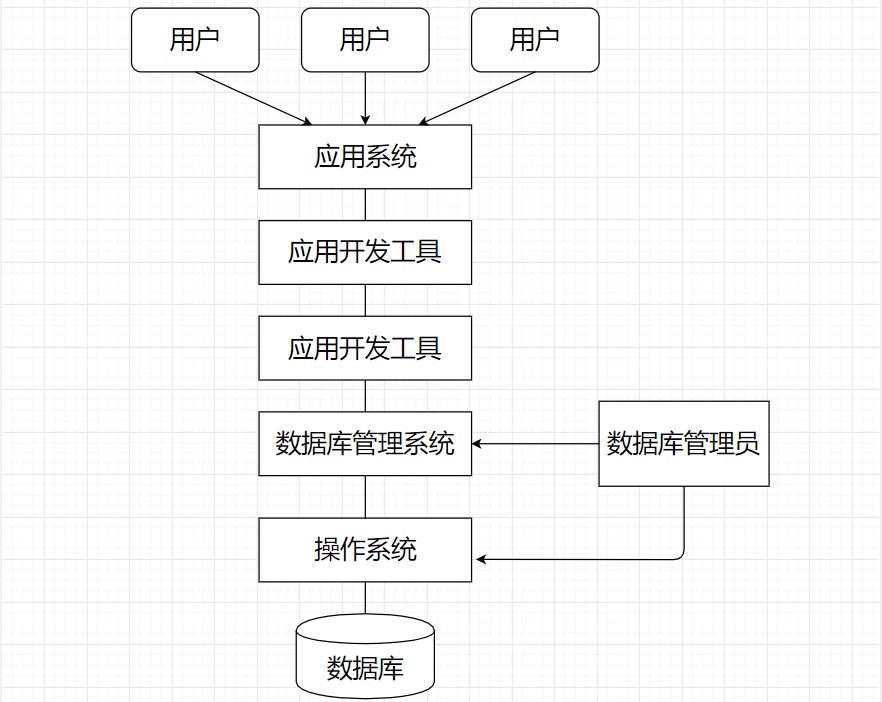 用户
用户
用户
应用系统
应用开发工具
应用开发工具
数据库管理系统
数据库管理员
操作系统
数据库